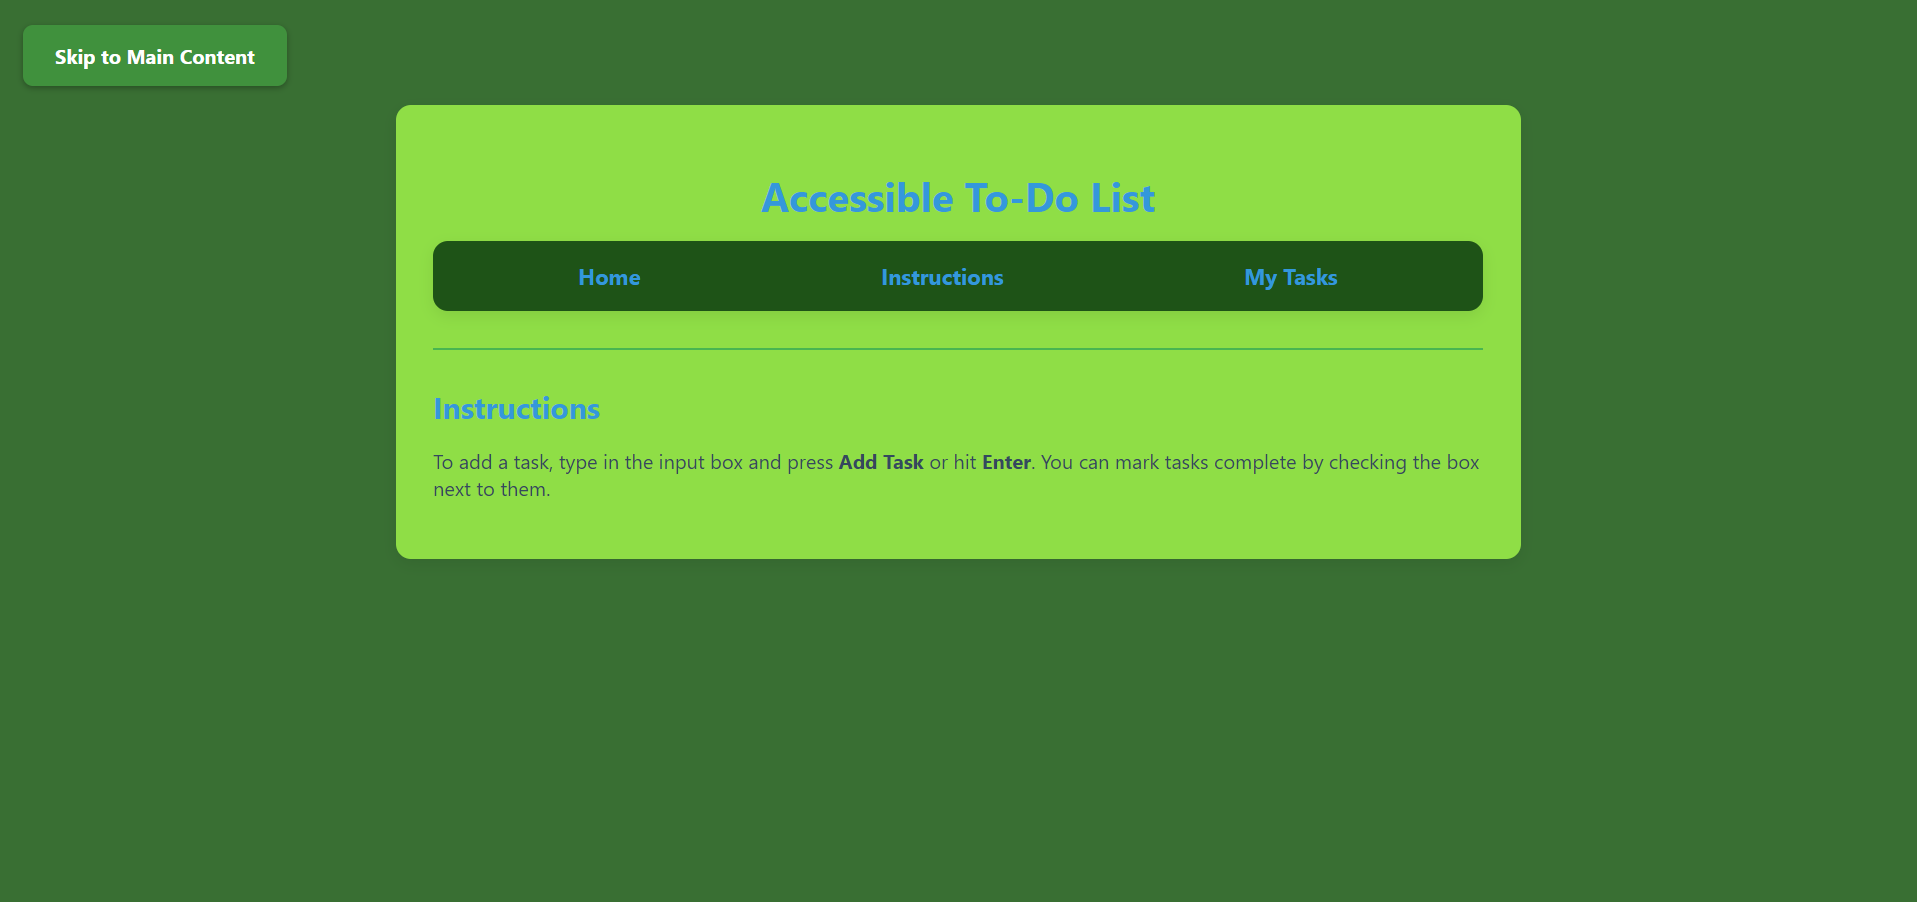 Skip to Main Content
Accessible To-Do List
Home Instructions My Tasks
Instructions
To add a task, type in the input box and press Add Task or hit Enter. You can mark tasks complete by checking the box
next to them.